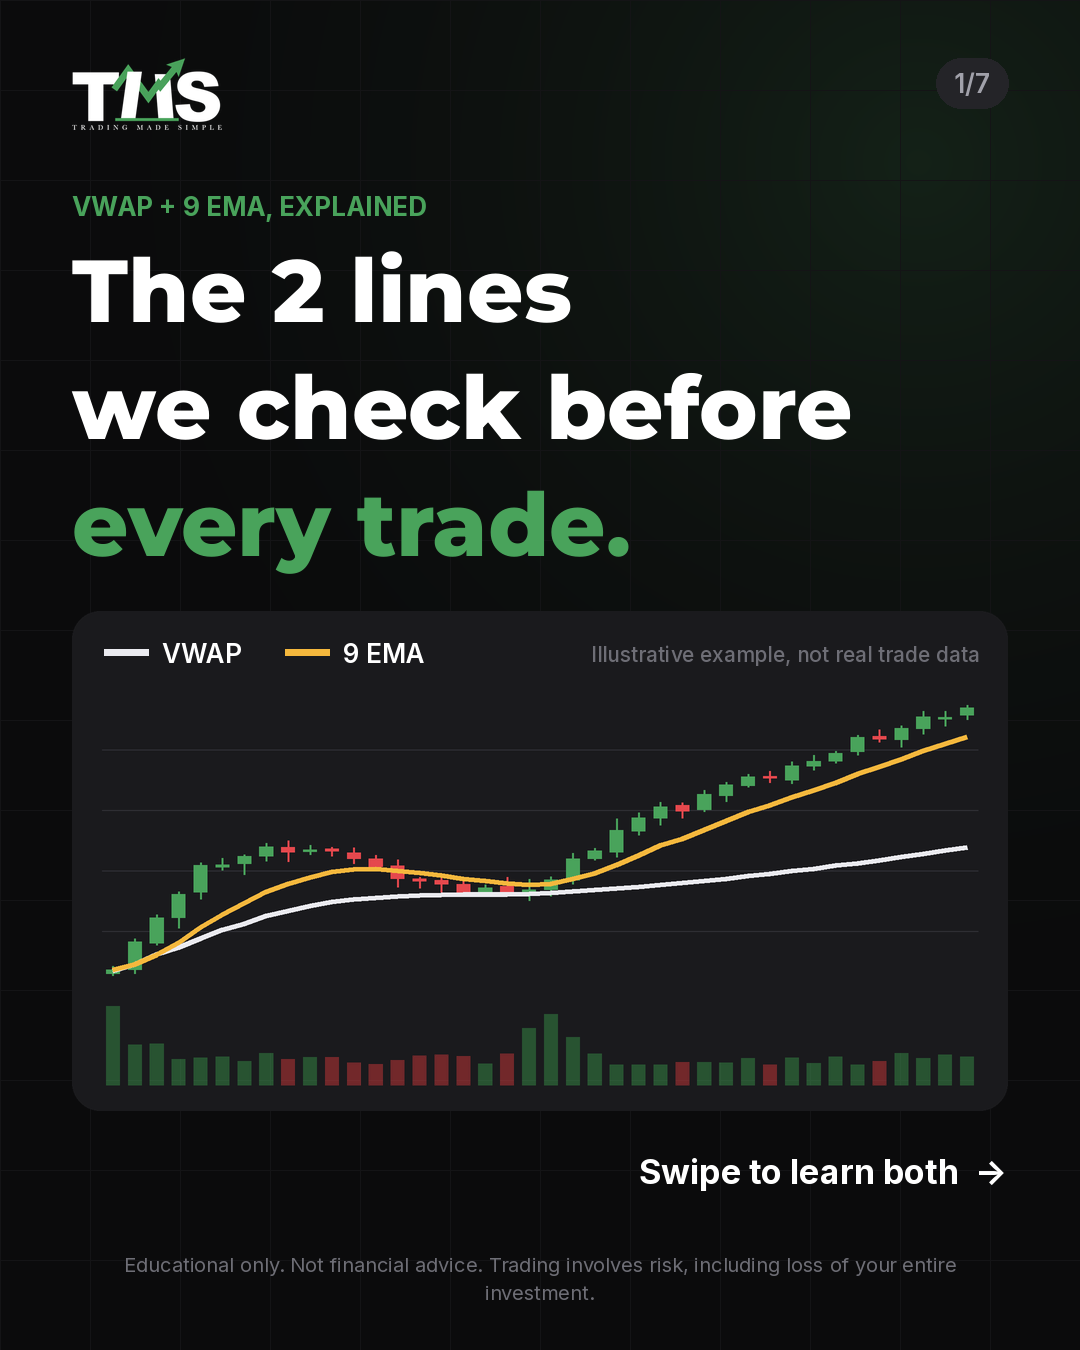 TMS
TRADING MADE SIMPLE
1/7
VWAP + 9 EMA, EXPLAINED
The 2 lines
we check before
every trade.
VWAP
9 EMA
Illustrative example, not real trade data
Swipe to learn both →
Educational only. Not financial advice. Trading involves risk, including loss of your entire
investment.